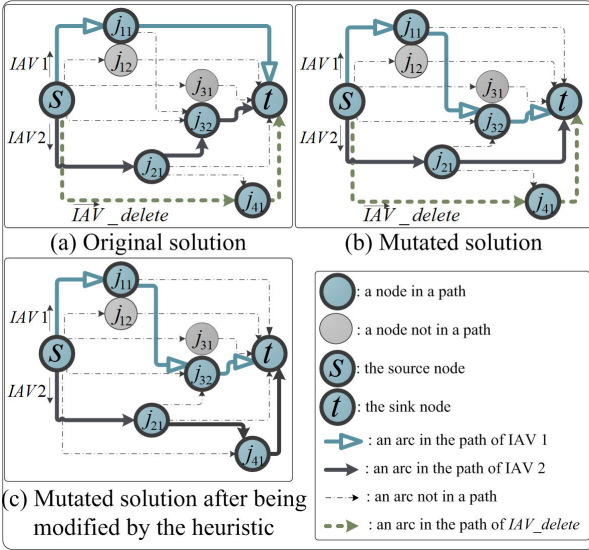 j11
j12
IAV 1
j31
S
t
j32
IAV 2
j21
j41
IAV_delete
(a) Original solution
j11
j12
IAV 1
j31
S
t
j32
IAV 2
j21
j41
IAV_delete
(b) Mutated solution
j11
j12
IAV 1
j31
S
t
j32
IAV 2
j21
j41
(c) Mutated solution after being
modified by the heuristic
: a node in a path
: a node not in a path
S : the source node
t : the sink node
: an arc in the path of IAV 1
: an arc in the path of IAV 2
: an arc not in a path
: an arc in the path of IAV_delete